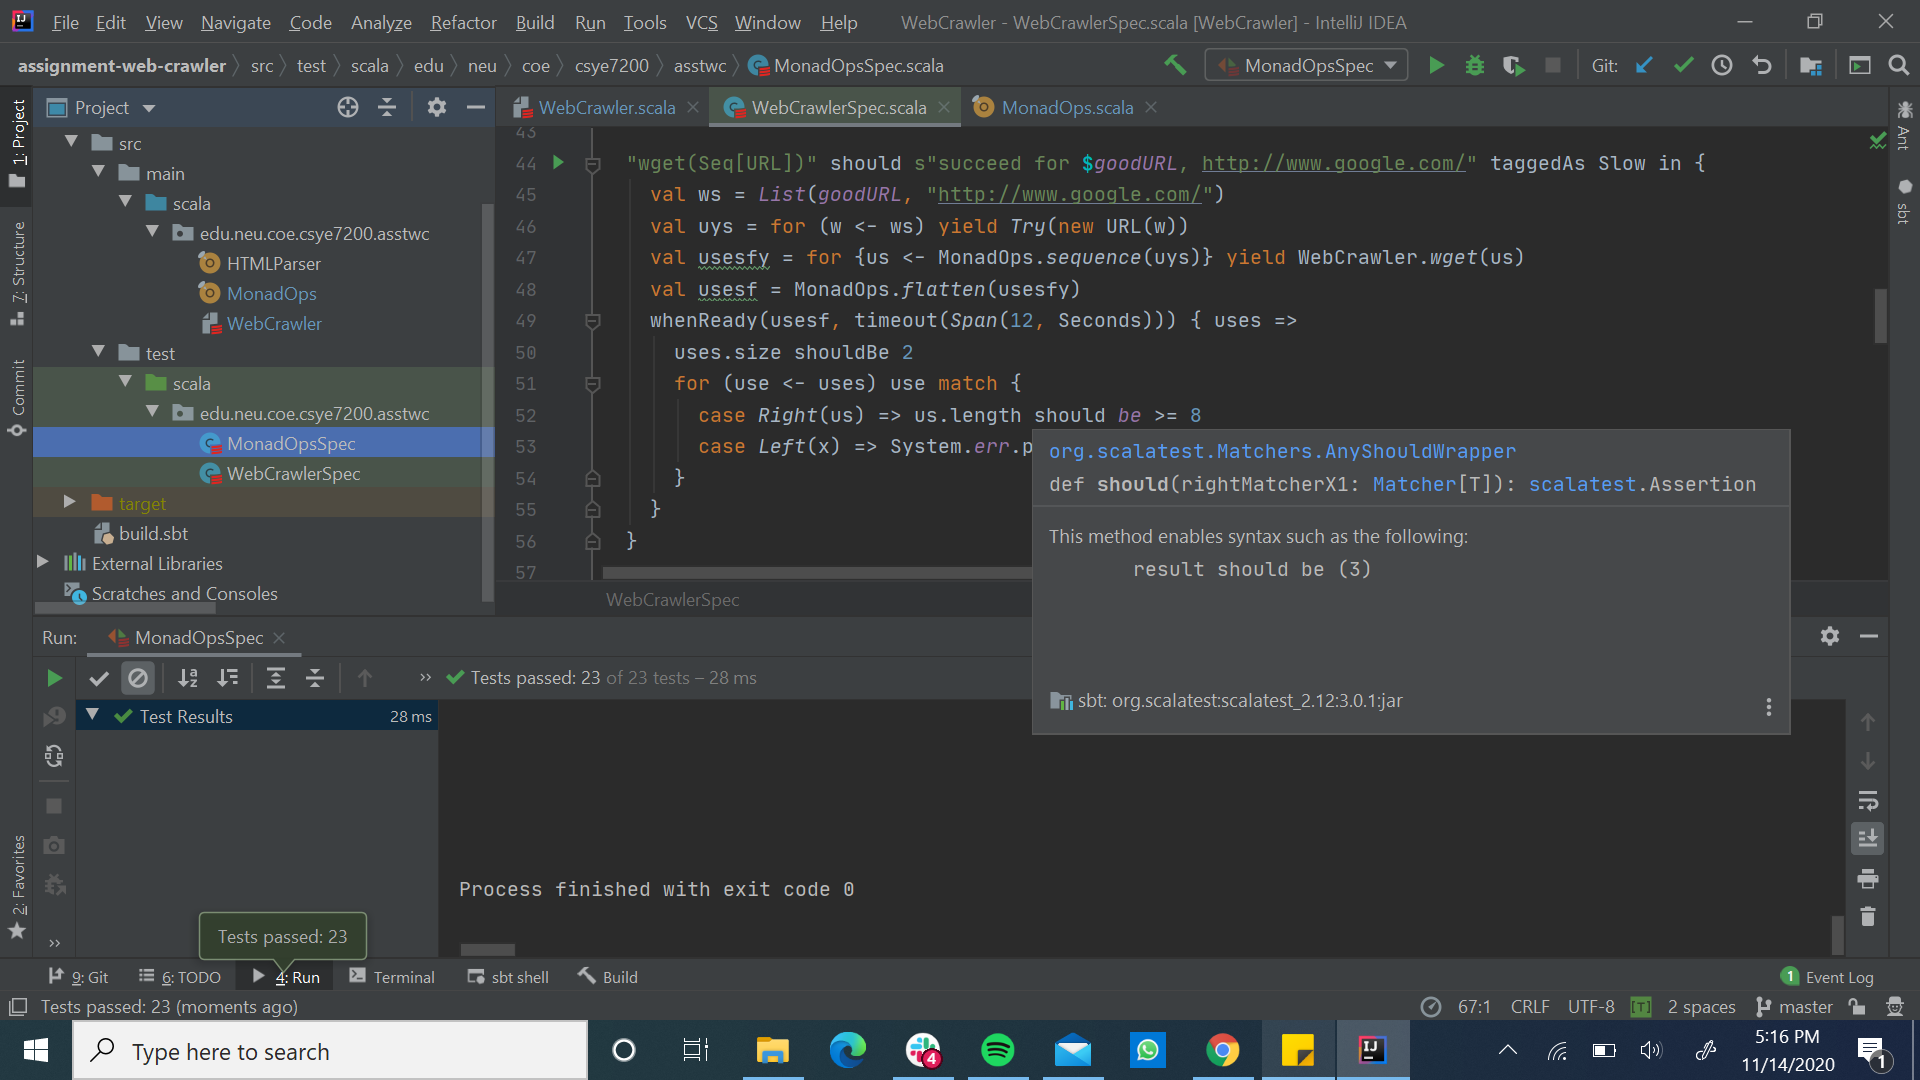 File Edit View Navigate Code Analyze Refactor Build Run Tools VCS Window Help WebCrawler - WebCrawlerSpec.scala [WebCrawler] - IntelliJ IDEA
assignment-web-crawler src test scala edu neu coe csye7200 asstwc MonadOpsSpec.scala MonadOpsSpec Git:
Project
WebCrawler.scala WebCrawlerSpec.scala MonadOps.scala
1: Project
7: Structure
Commit
2: Favorites
src
main
scala
edu.neu.coe.csye7200.asstwc
HTMLParser
MonadOps
WebCrawler
test
scala
edu.neu.coe.csye7200.asstwc
MonadOpsSpec
WebCrawlerSpec
target
build.sbt
External Libraries
Scratches and Consoles
43
44 "wget(Seq[URL])" should s"succeed for $goodURL, http://www.google.com/" taggedAs Slow in {
45 val ws = List(goodURL, "http://www.google.com/")
46 val uys = for (w <- ws) yield Try(new URL(w))
47 val usesfy = for {us <- MonadOps.sequence(uys)} yield WebCrawler.wget(us)
48 val usesf = MonadOps.flatten(usesfy)
49 whenReady(usesf, timeout(Span(12, Seconds))) { uses =>
50 uses.size shouldBe 2
51 for (use <- uses) use match {
52 case Right(us) => us.length should be >= 8
53 case Left(x) => System.err.p
54 }
55 }
56 }
57
WebCrawlerSpec
org.scalatest.Matchers.AnyShouldWrapper
def should(rightMatcherX1: Matcher[T]): scalatest.Assertion
This method enables syntax such as the following:
result should be (3)
sbt: org.scalatest:scalatest_2.12:3.0.1:jar
Ant
sbt
Run: MonadOpsSpec
>> Tests passed: 23 of 23 tests – 28 ms
Test Results 28 ms
Process finished with exit code 0
Tests passed: 23
9: Git 6: TODO 4: Run Terminal sbt shell Build 1 Event Log
Tests passed: 23 (moments ago) 67:1 CRLF UTF-8 [T] 2 spaces master
Type here to search
4
IJ
5:16 PM
11/14/2020
1